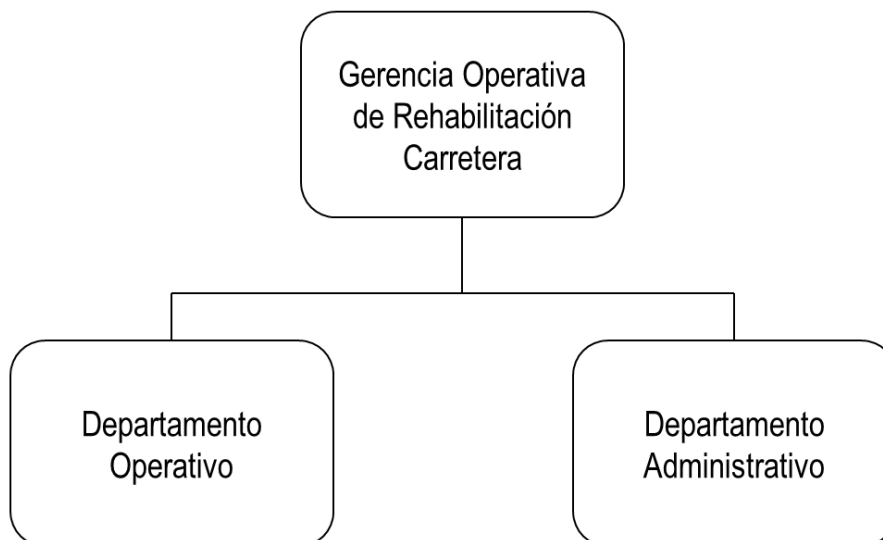 Gerencia Operativa
de Rehabilitación
Carretera
Departamento
Operativo
Departamento
Administrativo